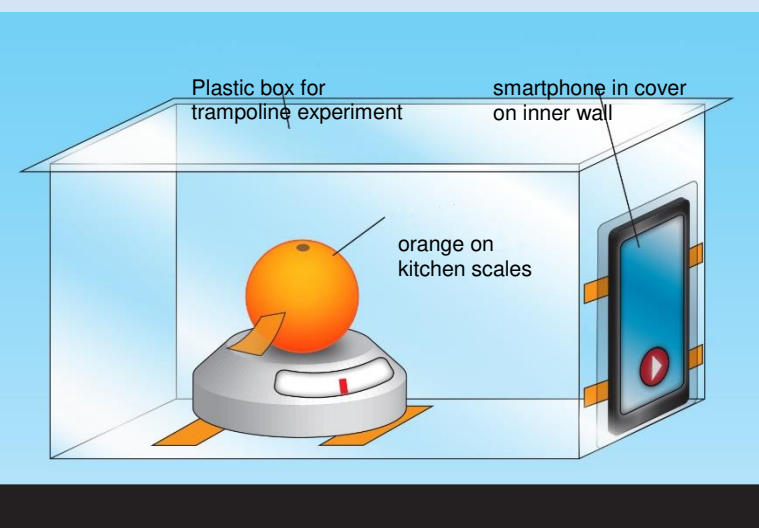 Plastic box for
trampoline experiment
smartphone in cover
on inner wall
orange on
kitchen scales